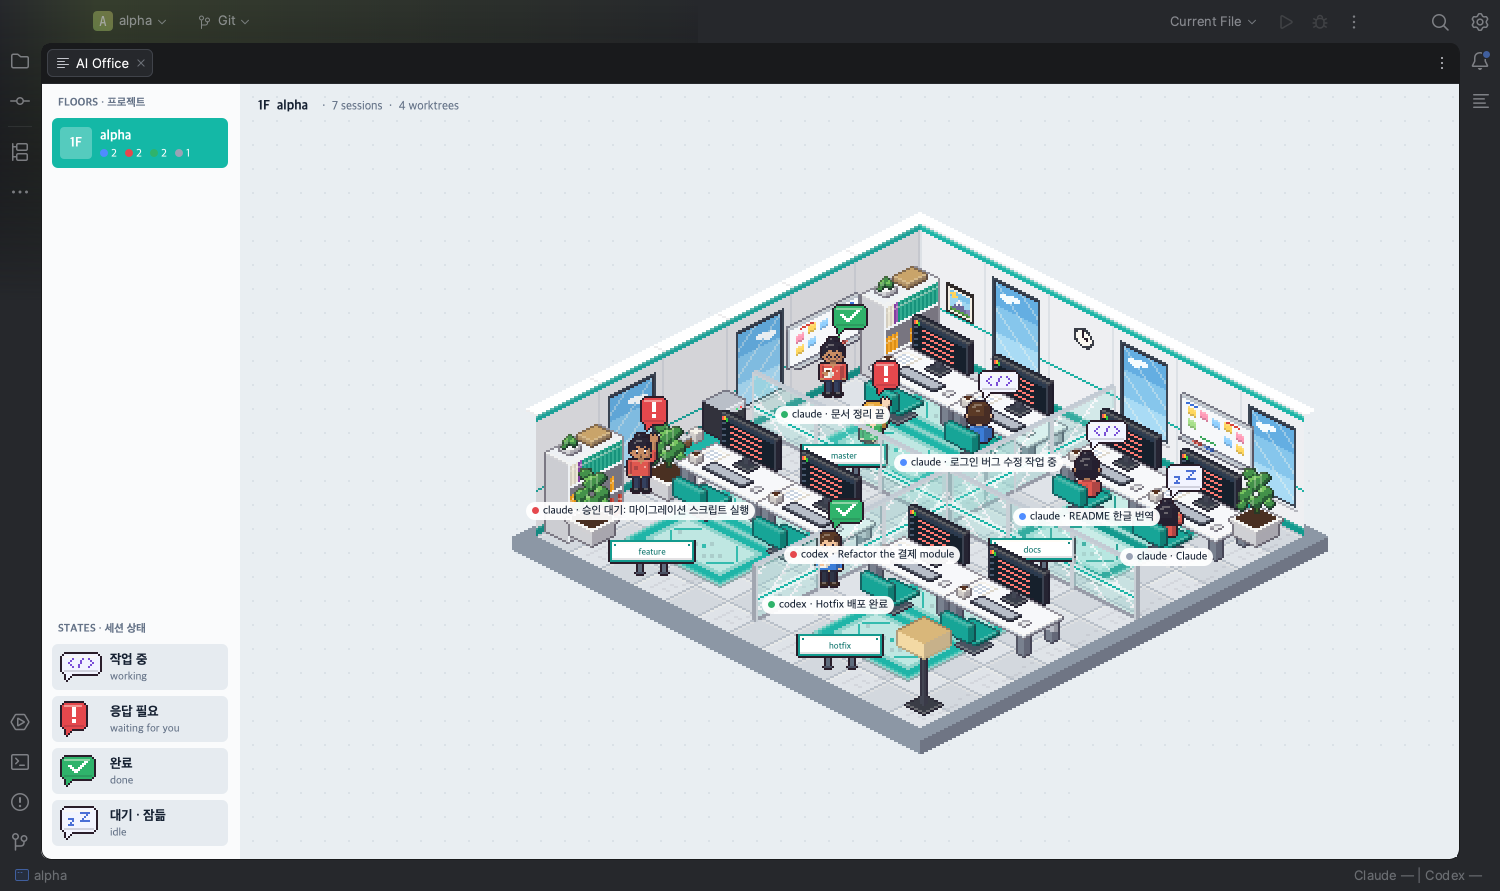 A alpha
Git
Current File
AI Office
FLOORS · 프로젝트
1F
alpha
2 2 2 1
1F alpha · 7 sessions · 4 worktrees
claude · 문서 정리 끝
master
claude · 로그인 버그 수정 작업 중
claude · 승인 대기: 마이그레이션 스크립트 실행
claude · README 한글 번역
feature
codex · Refactor the 결제 module
docs
claude · Claude
codex · Hotfix 배포 완료
hotfix
STATES · 세션 상태
작업 중
working
응답 필요
waiting for you
완료
done
대기 · 잠듦
idle
alpha
Claude — | Codex —